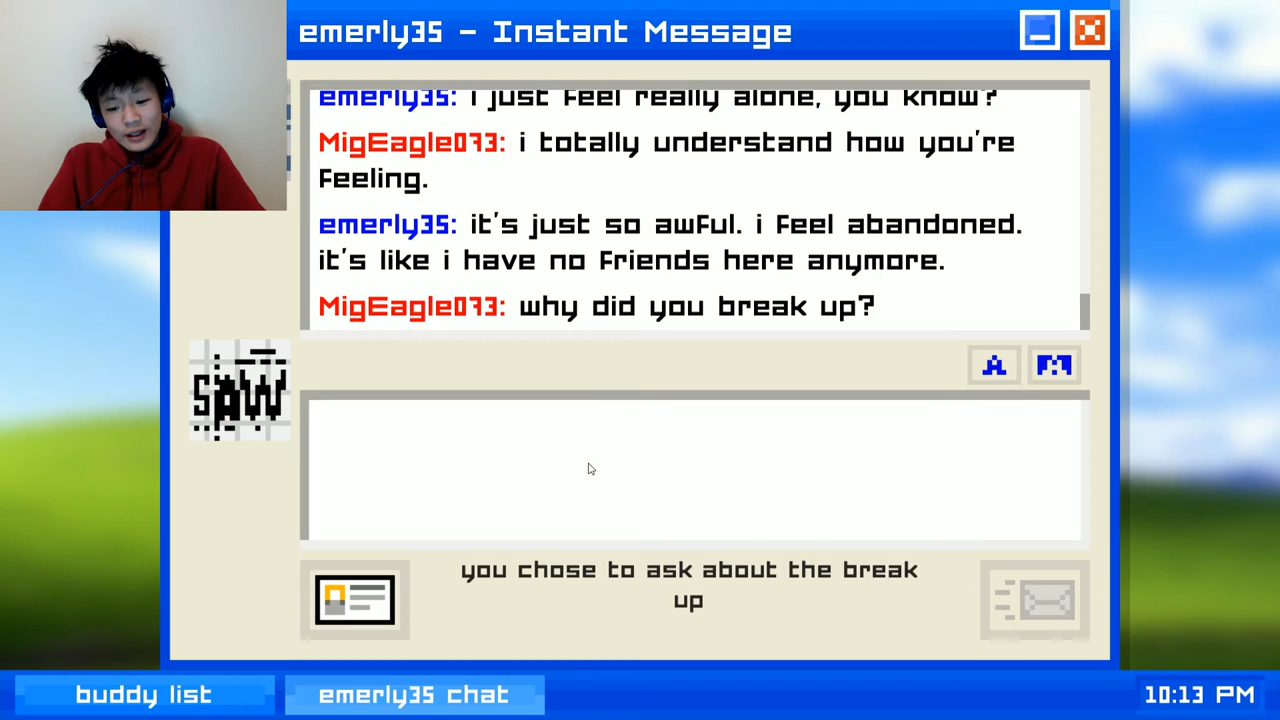 emerly35 - Instant Message
emerly35: i just feel really alone, you know?
MigEagle073: i totally understand how you're
feeling.
emerly35: it's just so awful. i feel abandoned.
it's like i have no friends here anymore.
MigEagle073: why did you break up?
A
SAW
you chose to ask about the break
up
buddy list
emerly35 chat
10:13 PM